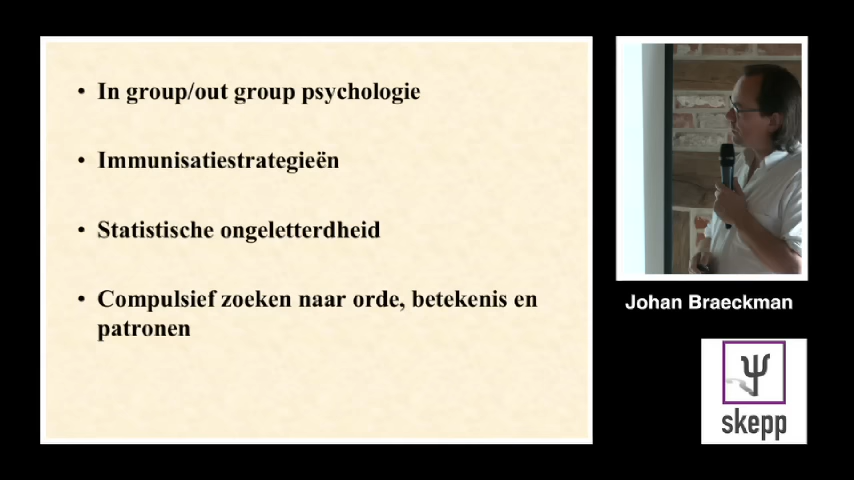 In group/out group psychologie
Immunisatiestrategieën
Statistische ongeletterdheid
Compulsief zoeken naar orde, betekenis en
patronen
Johan Braeckman
skepp